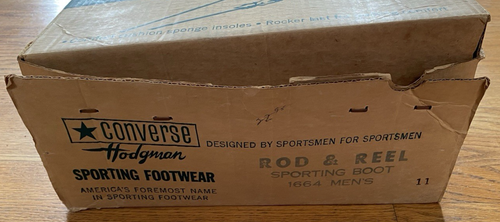 sponge insoles • Rocker
★ converse
Hodgman
SPORTING FOOTWEAR
AMERICA'S FOREMOST NAME
IN SPORTING FOOTWEAR
DESIGNED BY SPORTSMEN FOR SPORTSMEN
ROD & REEL
SPORTING BOOT
1664 MEN'S
11